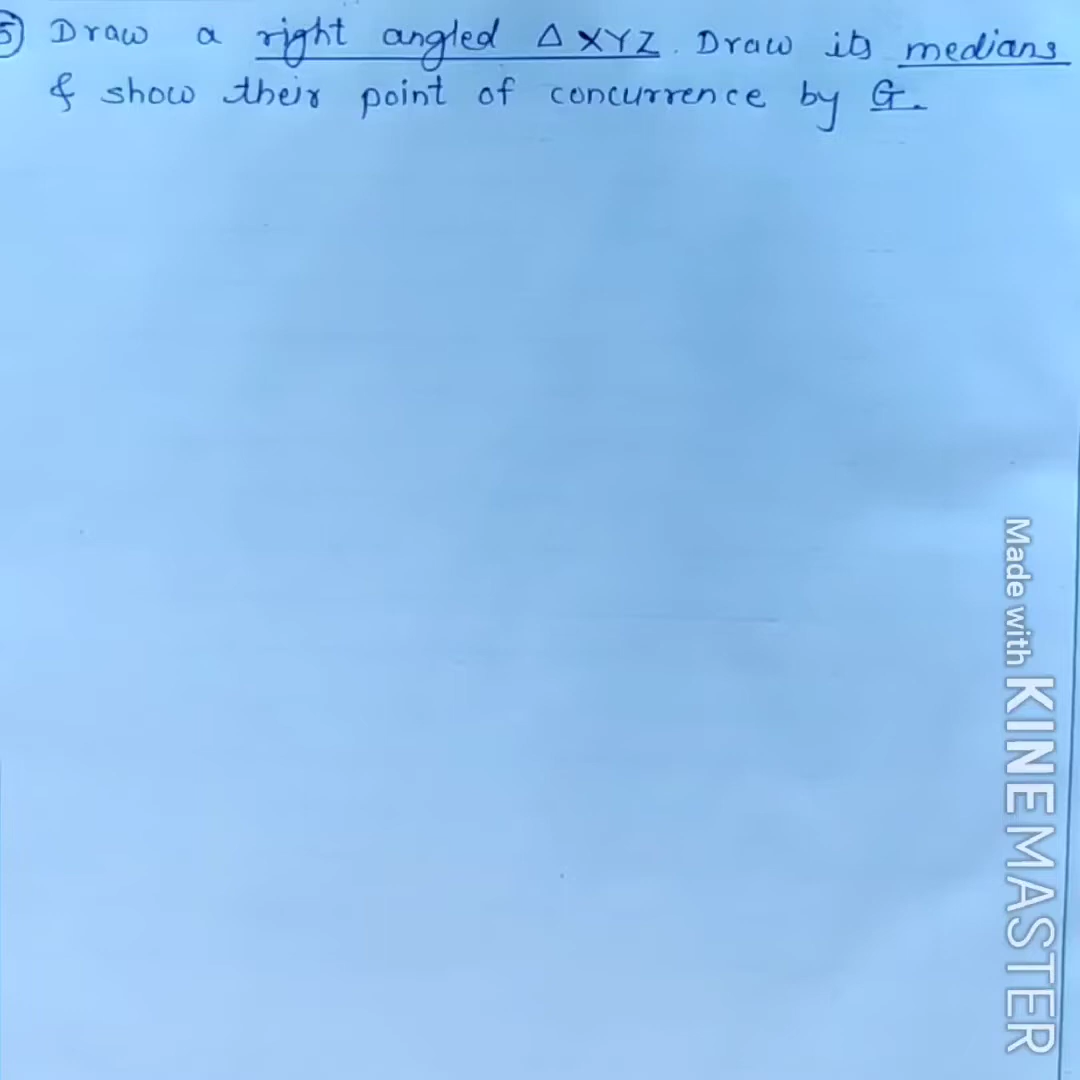 5) Draw a right angled △XYZ. Draw its medians
& show their point of concurrence by G.
Made with KINEMASTER